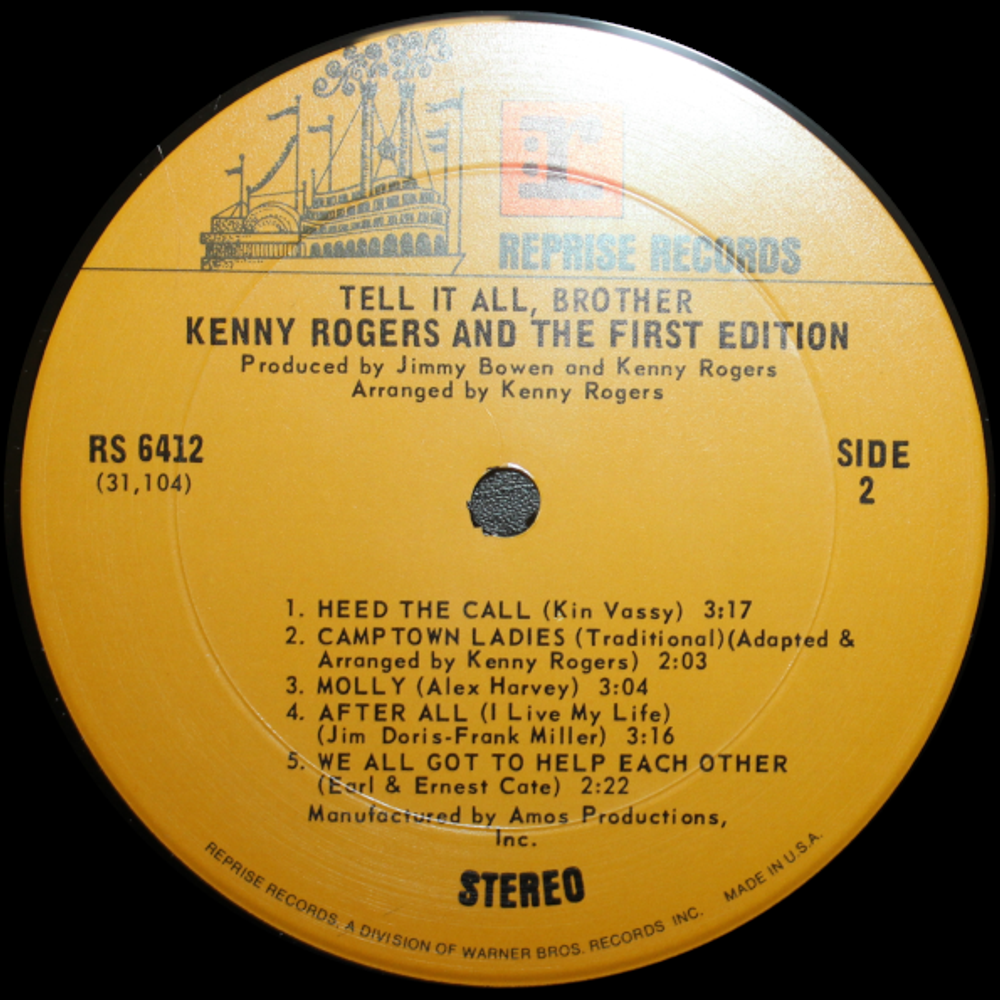 r:
REPRISE RECORDS
TELL IT ALL, BROTHER
KENNY ROGERS AND THE FIRST EDITION
Produced by Jimmy Bowen and Kenny Rogers
Arranged by Kenny Rogers
RS 6412
(31,104)
SIDE
2
1. HEED THE CALL (Kin Vassy) 3:17
2. CAMPTOWN LADIES (Traditional)(Adapted &
Arranged by Kenny Rogers) 2:03
3. MOLLY (Alex Harvey) 3:04
4. AFTER ALL (I Live My Life)
(Jim Doris-Frank Miller) 3:16
5. WE ALL GOT TO HELP EACH OTHER
(Earl & Ernest Cate) 2:22
Manufactured by Amos Productions,
Inc.
STEREO
REPRISE RECORDS, A DIVISION OF WARNER BROS. RECORDS INC. MADE IN U.S.A.